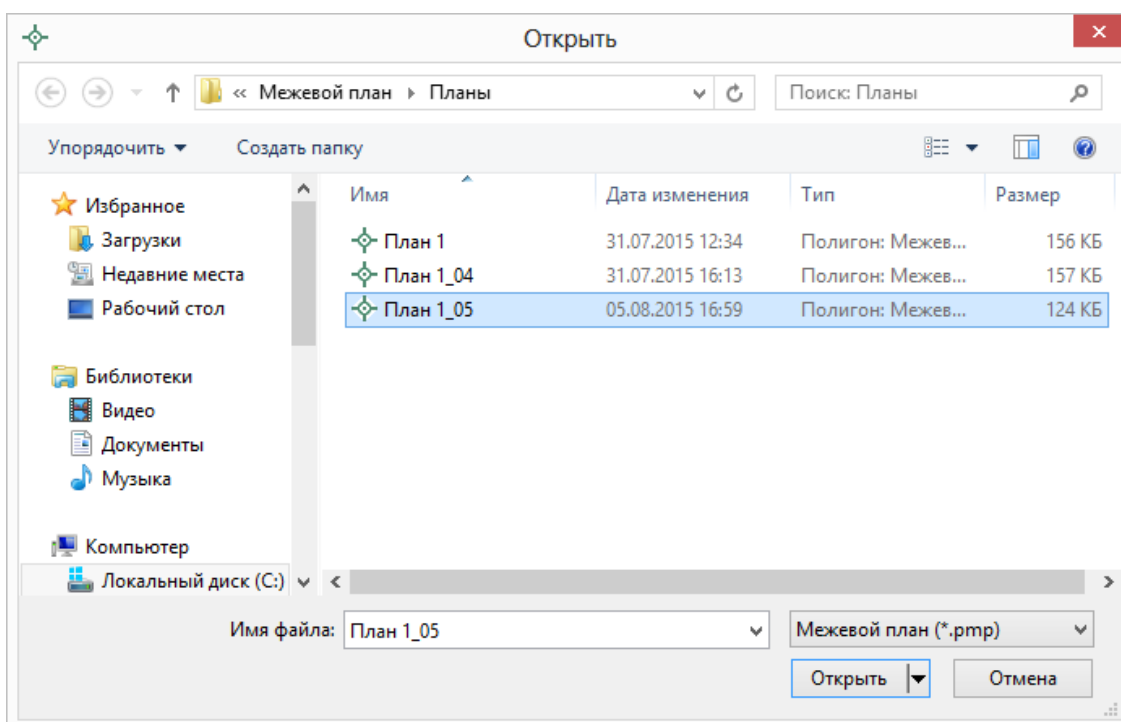 Открыть
« Межевой план Планы
Поиск: Планы
Упорядочить
Создать папку
Избранное
Загрузки
Недавние места
Рабочий стол
Библиотеки
Видео
Документы
Музыка
Компьютер
Локальный диск (C:)
Имя Дата изменения Тип Размер
План 1 31.07.2015 12:34 Полигон: Межев... 156 КБ
План 1_04 31.07.2015 16:13 Полигон: Межев... 157 КБ
План 1_05 05.08.2015 16:59 Полигон: Межев... 124 КБ
Имя файла: План 1_05
Межевой план (*.pmp)
Открыть
Отмена